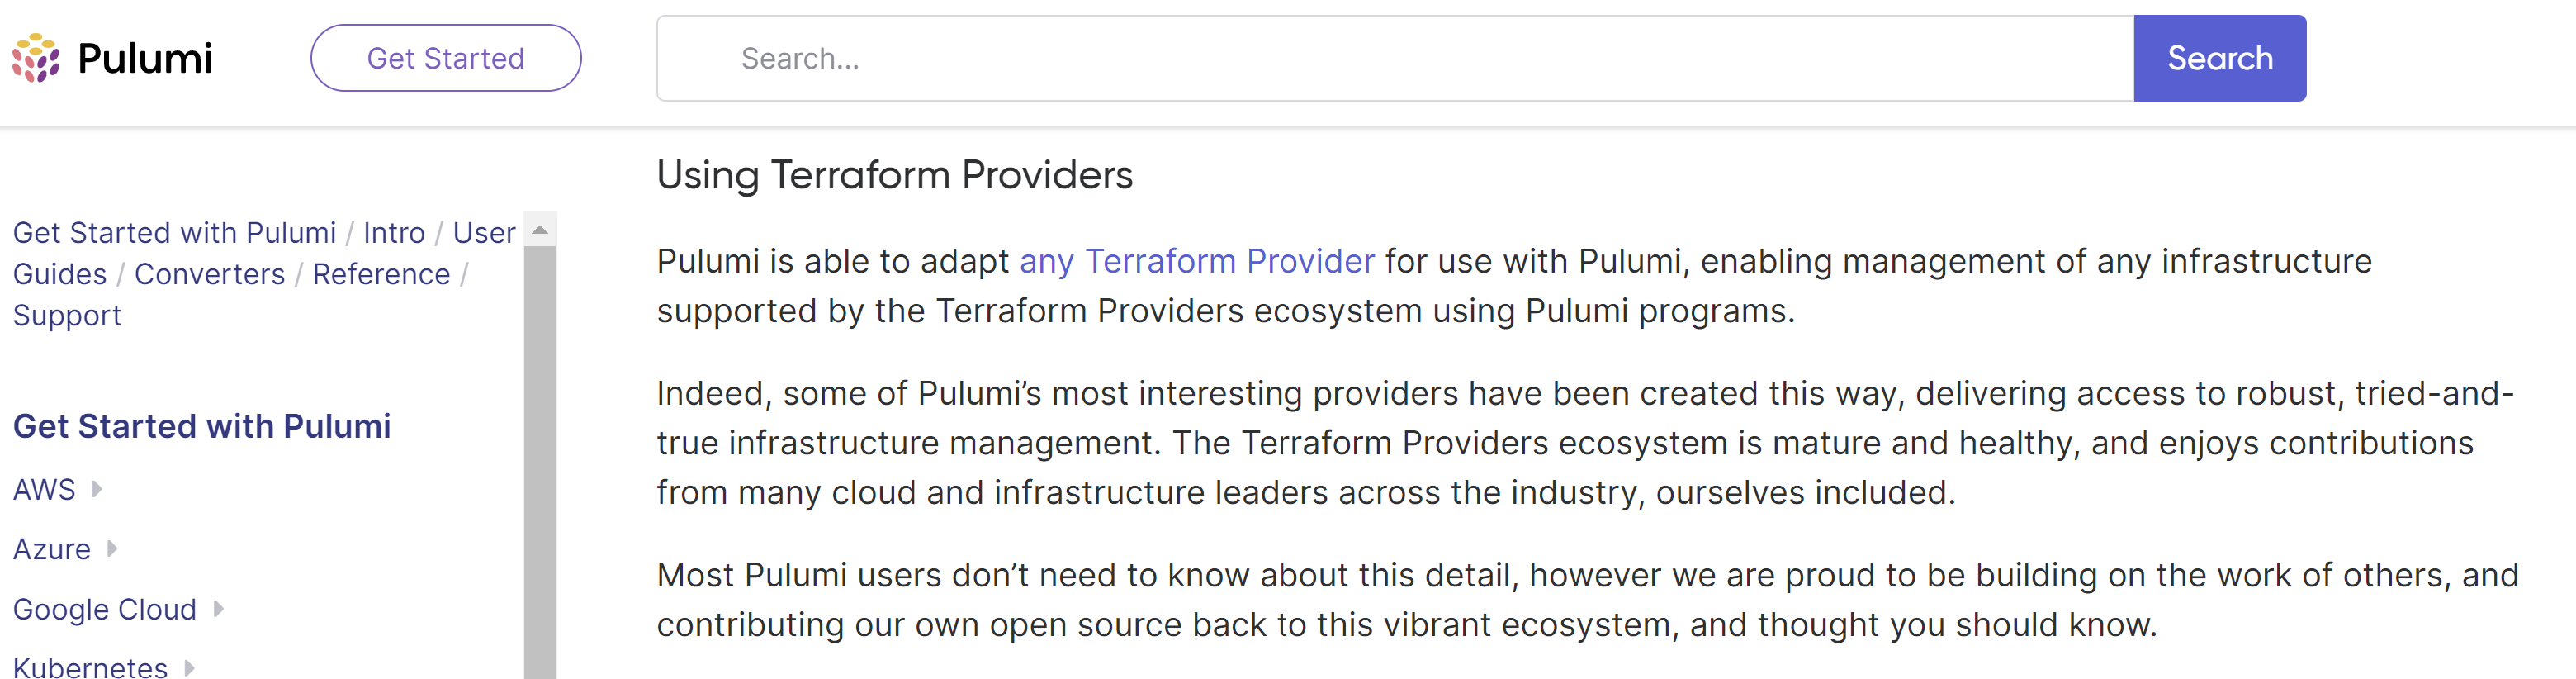 Pulumi
Get Started
Search...
Search
Get Started with Pulumi / Intro / User
Guides / Converters / Reference /
Support
Get Started with Pulumi
AWS
Azure
Google Cloud
Kubernetes
Using Terraform Providers
Pulumi is able to adapt any Terraform Provider for use with Pulumi, enabling management of any infrastructure
supported by the Terraform Providers ecosystem using Pulumi programs.
Indeed, some of Pulumi’s most interesting providers have been created this way, delivering access to robust, tried-and-
true infrastructure management. The Terraform Providers ecosystem is mature and healthy, and enjoys contributions
from many cloud and infrastructure leaders across the industry, ourselves included.
Most Pulumi users don’t need to know about this detail, however we are proud to be building on the work of others, and
contributing our own open source back to this vibrant ecosystem, and thought you should know.